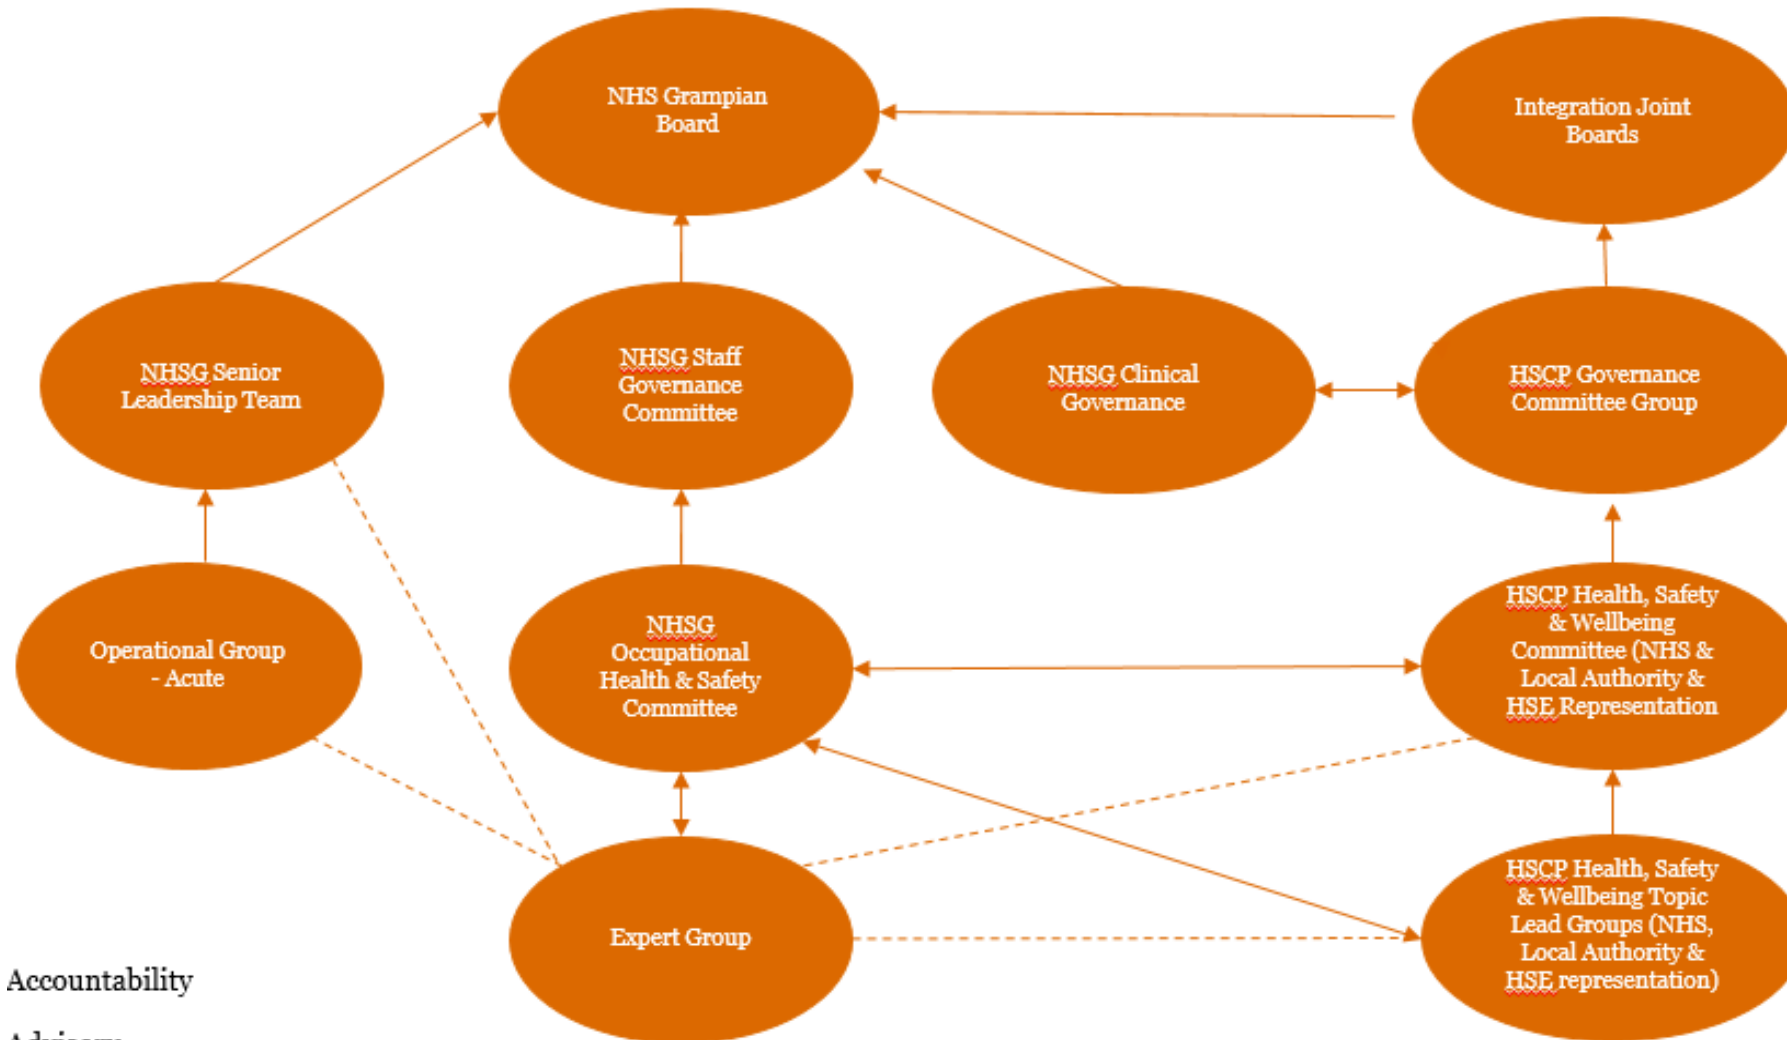 NHS Grampian
Board
Integration Joint
Boards
NHSG Senior
Leadership Team
NHSG Staff
Governance
Committee
NHSG Clinical
Governance
HSCP Governance
Committee Group
Operational Group
- Acute
NHSG
Occupational
Health & Safety
Committee
HSCP Health, Safety
& Wellbeing
Committee (NHS &
Local Authority &
HSE Representation
Expert Group
HSCP Health, Safety
& Wellbeing Topic
Lead Groups (NHS,
Local Authority &
HSE representation)
Accountability